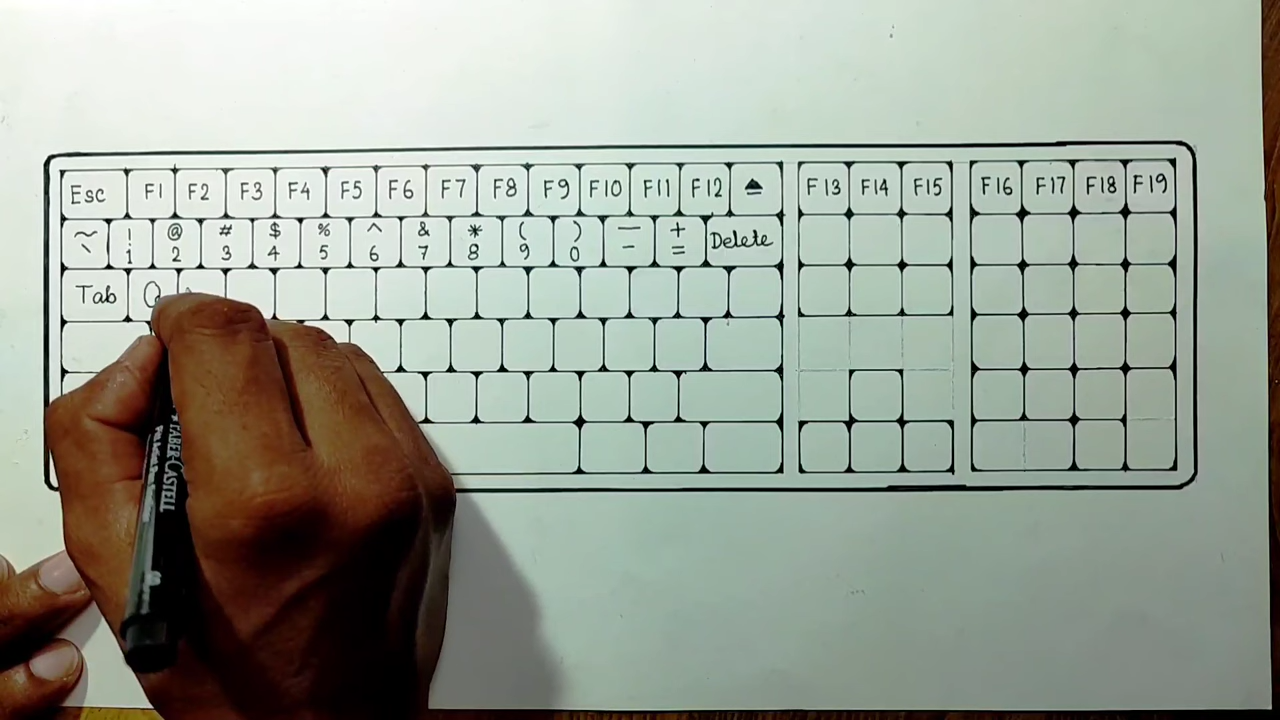 Esc F1 F2 F3 F4 F5 F6 F7 F8 F9 F10 F11 F12 ⏏ F13 F14 F15 F16 F17 F18 F19
~ ! @ # $ % ^ & * ( ) — +
` 1 2 3 4 5 6 7 8 9 0 - = Delete
Tab Q
FABER-CASTELL